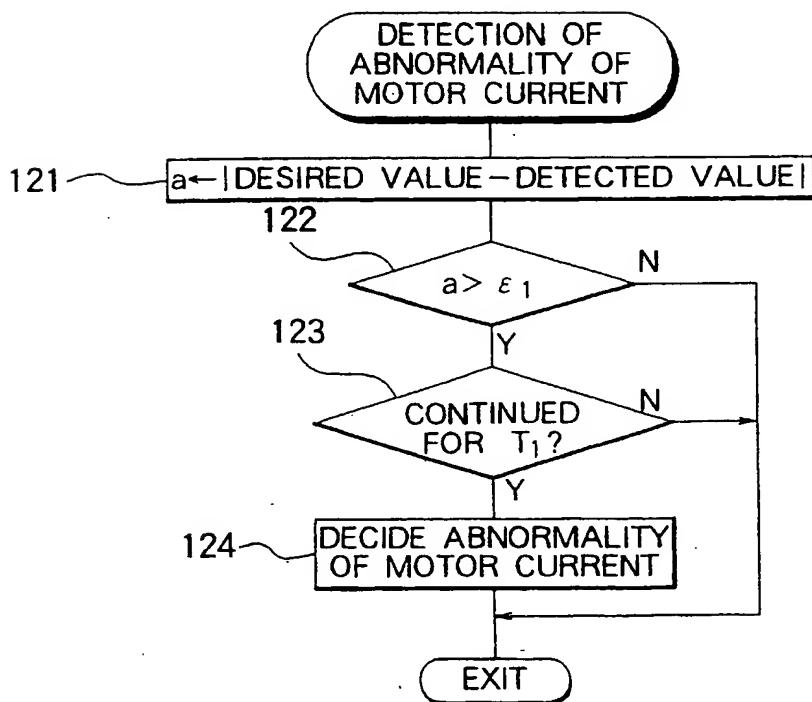 DETECTION OF
ABNORMALITY OF
MOTOR CURRENT
121
a←|DESIRED VALUE−DETECTED VALUE|
122
a> ε1
N
Y
123
CONTINUED
FOR T1?
N
Y
124
DECIDE ABNORMALITY
OF MOTOR CURRENT
EXIT